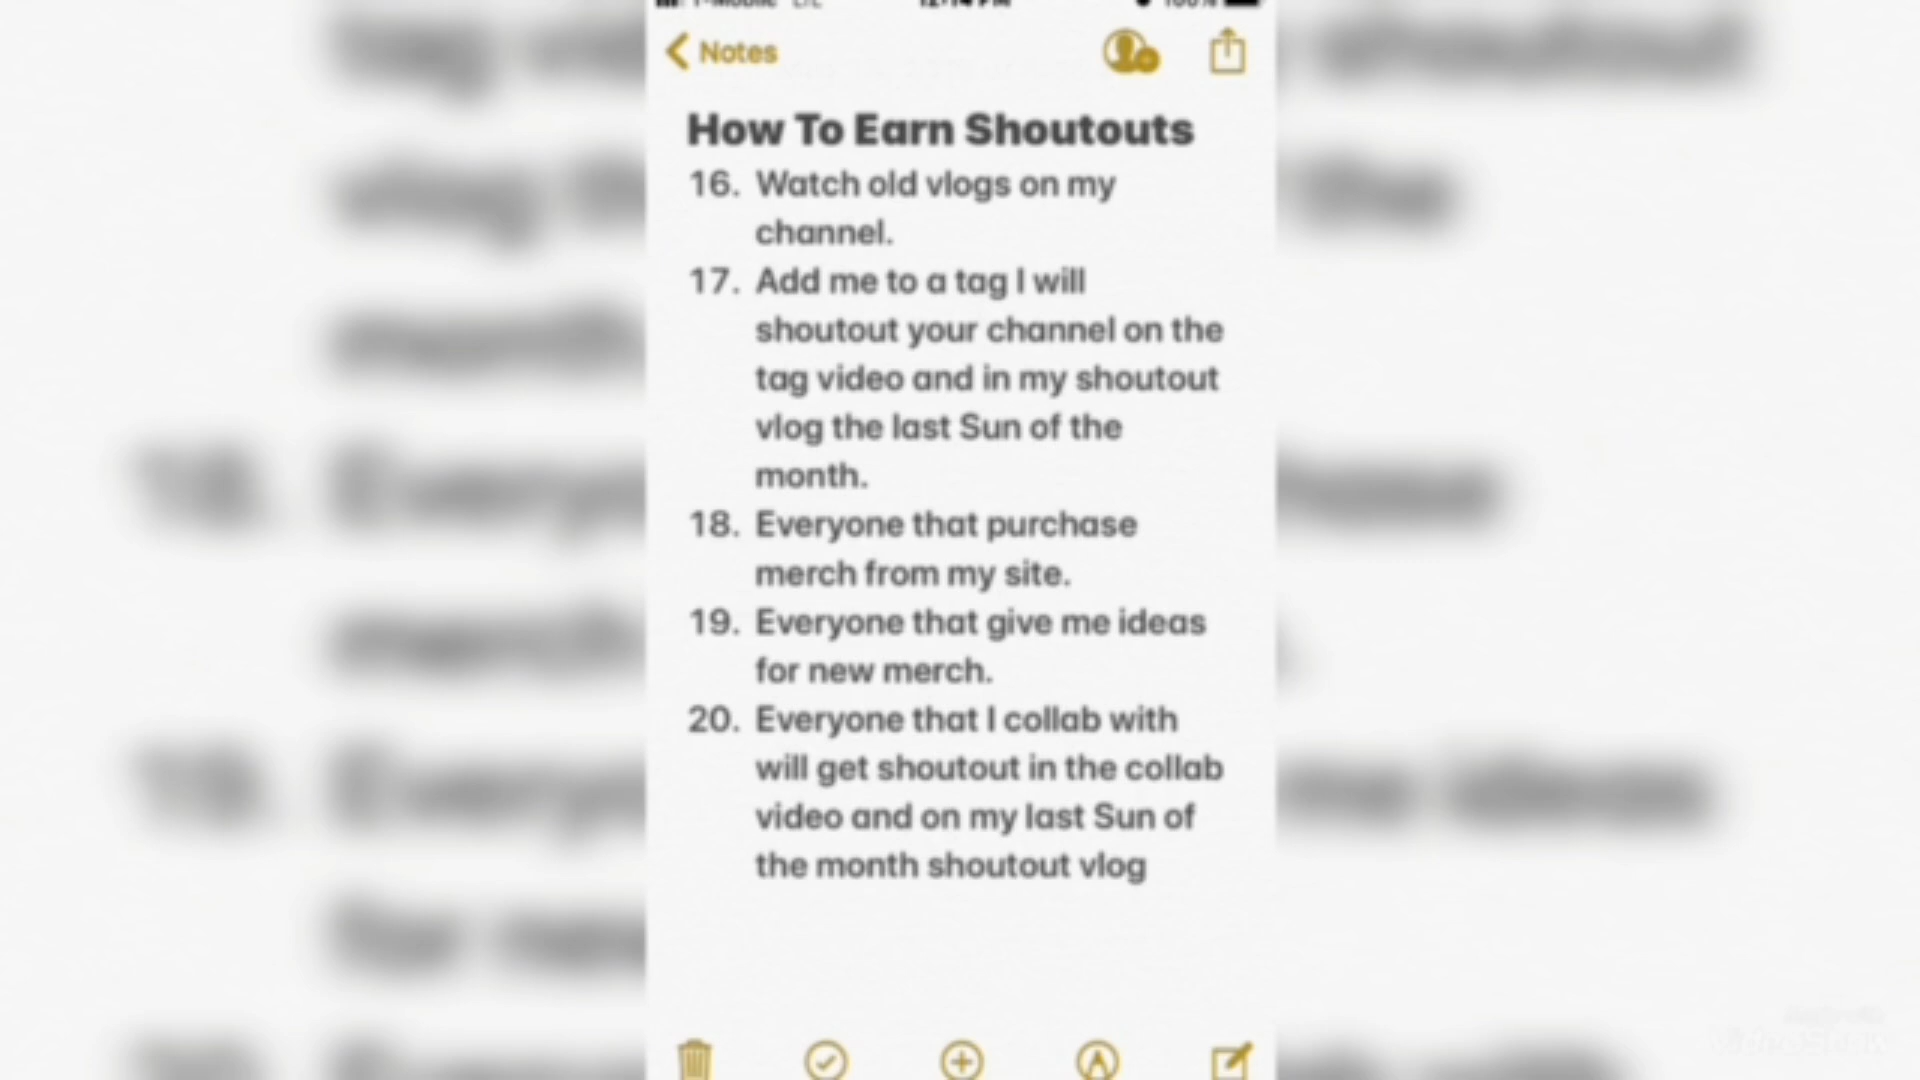 Notes
How To Earn Shoutouts
16. Watch old vlogs on my
channel.
17. Add me to a tag I will
shoutout your channel on the
tag video and in my shoutout
vlog the last Sun of the
month.
18. Everyone that purchase
merch from my site.
19. Everyone that give me ideas
for new merch.
20. Everyone that I collab with
will get shoutout in the collab
video and on my last Sun of
the month shoutout vlog